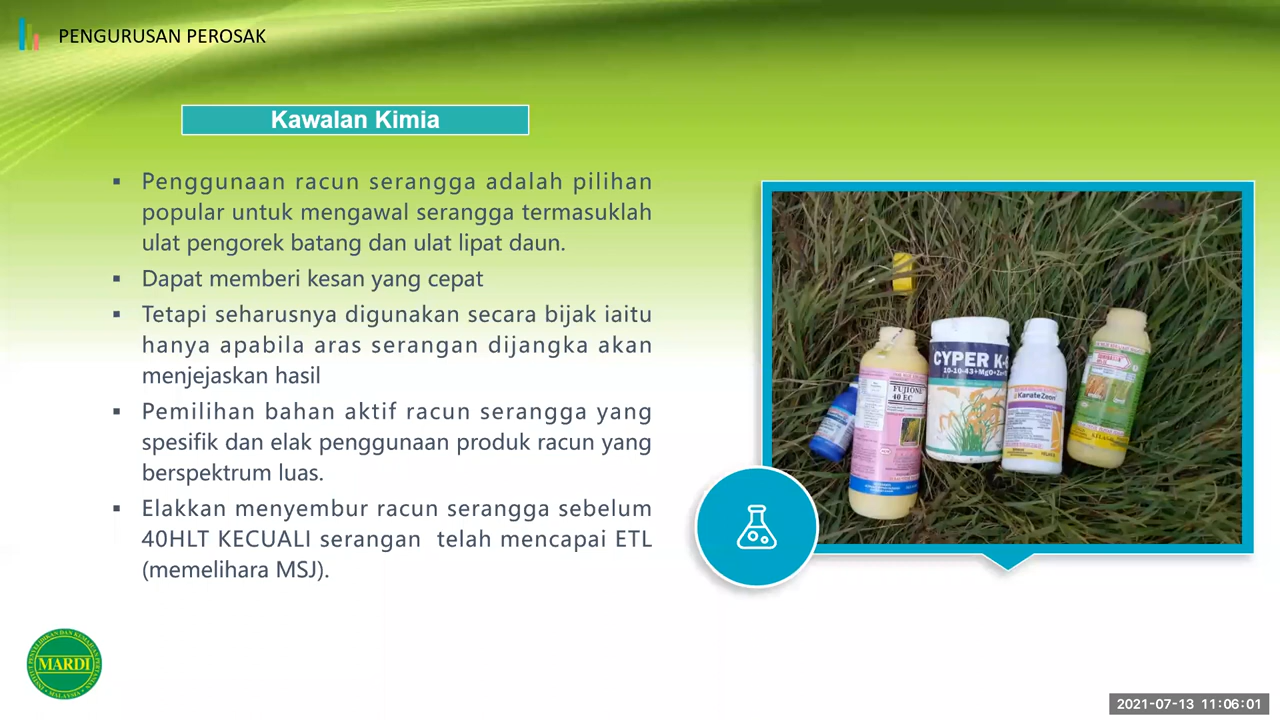 PENGURUSAN PEROSAK
Kawalan Kimia
▪ Penggunaan racun serangga adalah pilihan
popular untuk mengawal serangga termasuklah
ulat pengorek batang dan ulat lipat daun.
▪ Dapat memberi kesan yang cepat
▪ Tetapi seharusnya digunakan secara bijak iaitu
hanya apabila aras serangan dijangka akan
menjejaskan hasil
▪ Pemilihan bahan aktif racun serangga yang
spesifik dan elak penggunaan produk racun yang
berspektrum luas.
▪ Elakkan menyembur racun serangga sebelum
40HLT KECUALI serangan telah mencapai ETL
(memelihara MSJ).
FUJIONE
40 EC
CYPER K
10-10-43+MgO+
KarateZeon
MARDI
2021-07-13 11:06:01